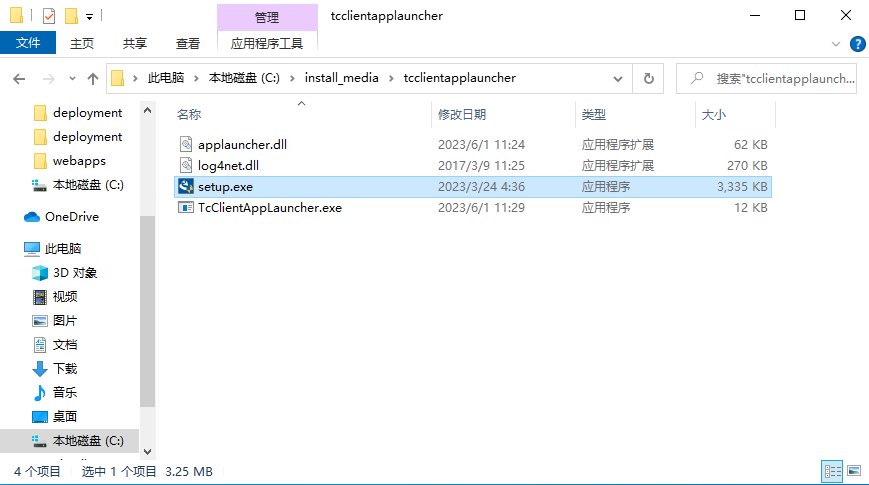 管理 tcclientapplauncher
文件 主页 共享 查看 应用程序工具
此电脑 本地磁盘 (C:) install_media tcclientapplauncher 搜索"tcclientapplaunch...
deployment
deployment
webapps
本地磁盘 (C:)
OneDrive
此电脑
3D 对象
视频
图片
文档
下载
音乐
桌面
本地磁盘 (C:)
名称 修改日期 类型 大小
applauncher.dll 2023/6/1 11:24 应用程序扩展 62 KB
log4net.dll 2017/3/9 11:25 应用程序扩展 270 KB
setup.exe 2023/3/24 4:36 应用程序 3,335 KB
TcClientAppLauncher.exe 2023/6/1 11:29 应用程序 12 KB
4 个项目 选中 1 个项目 3.25 MB